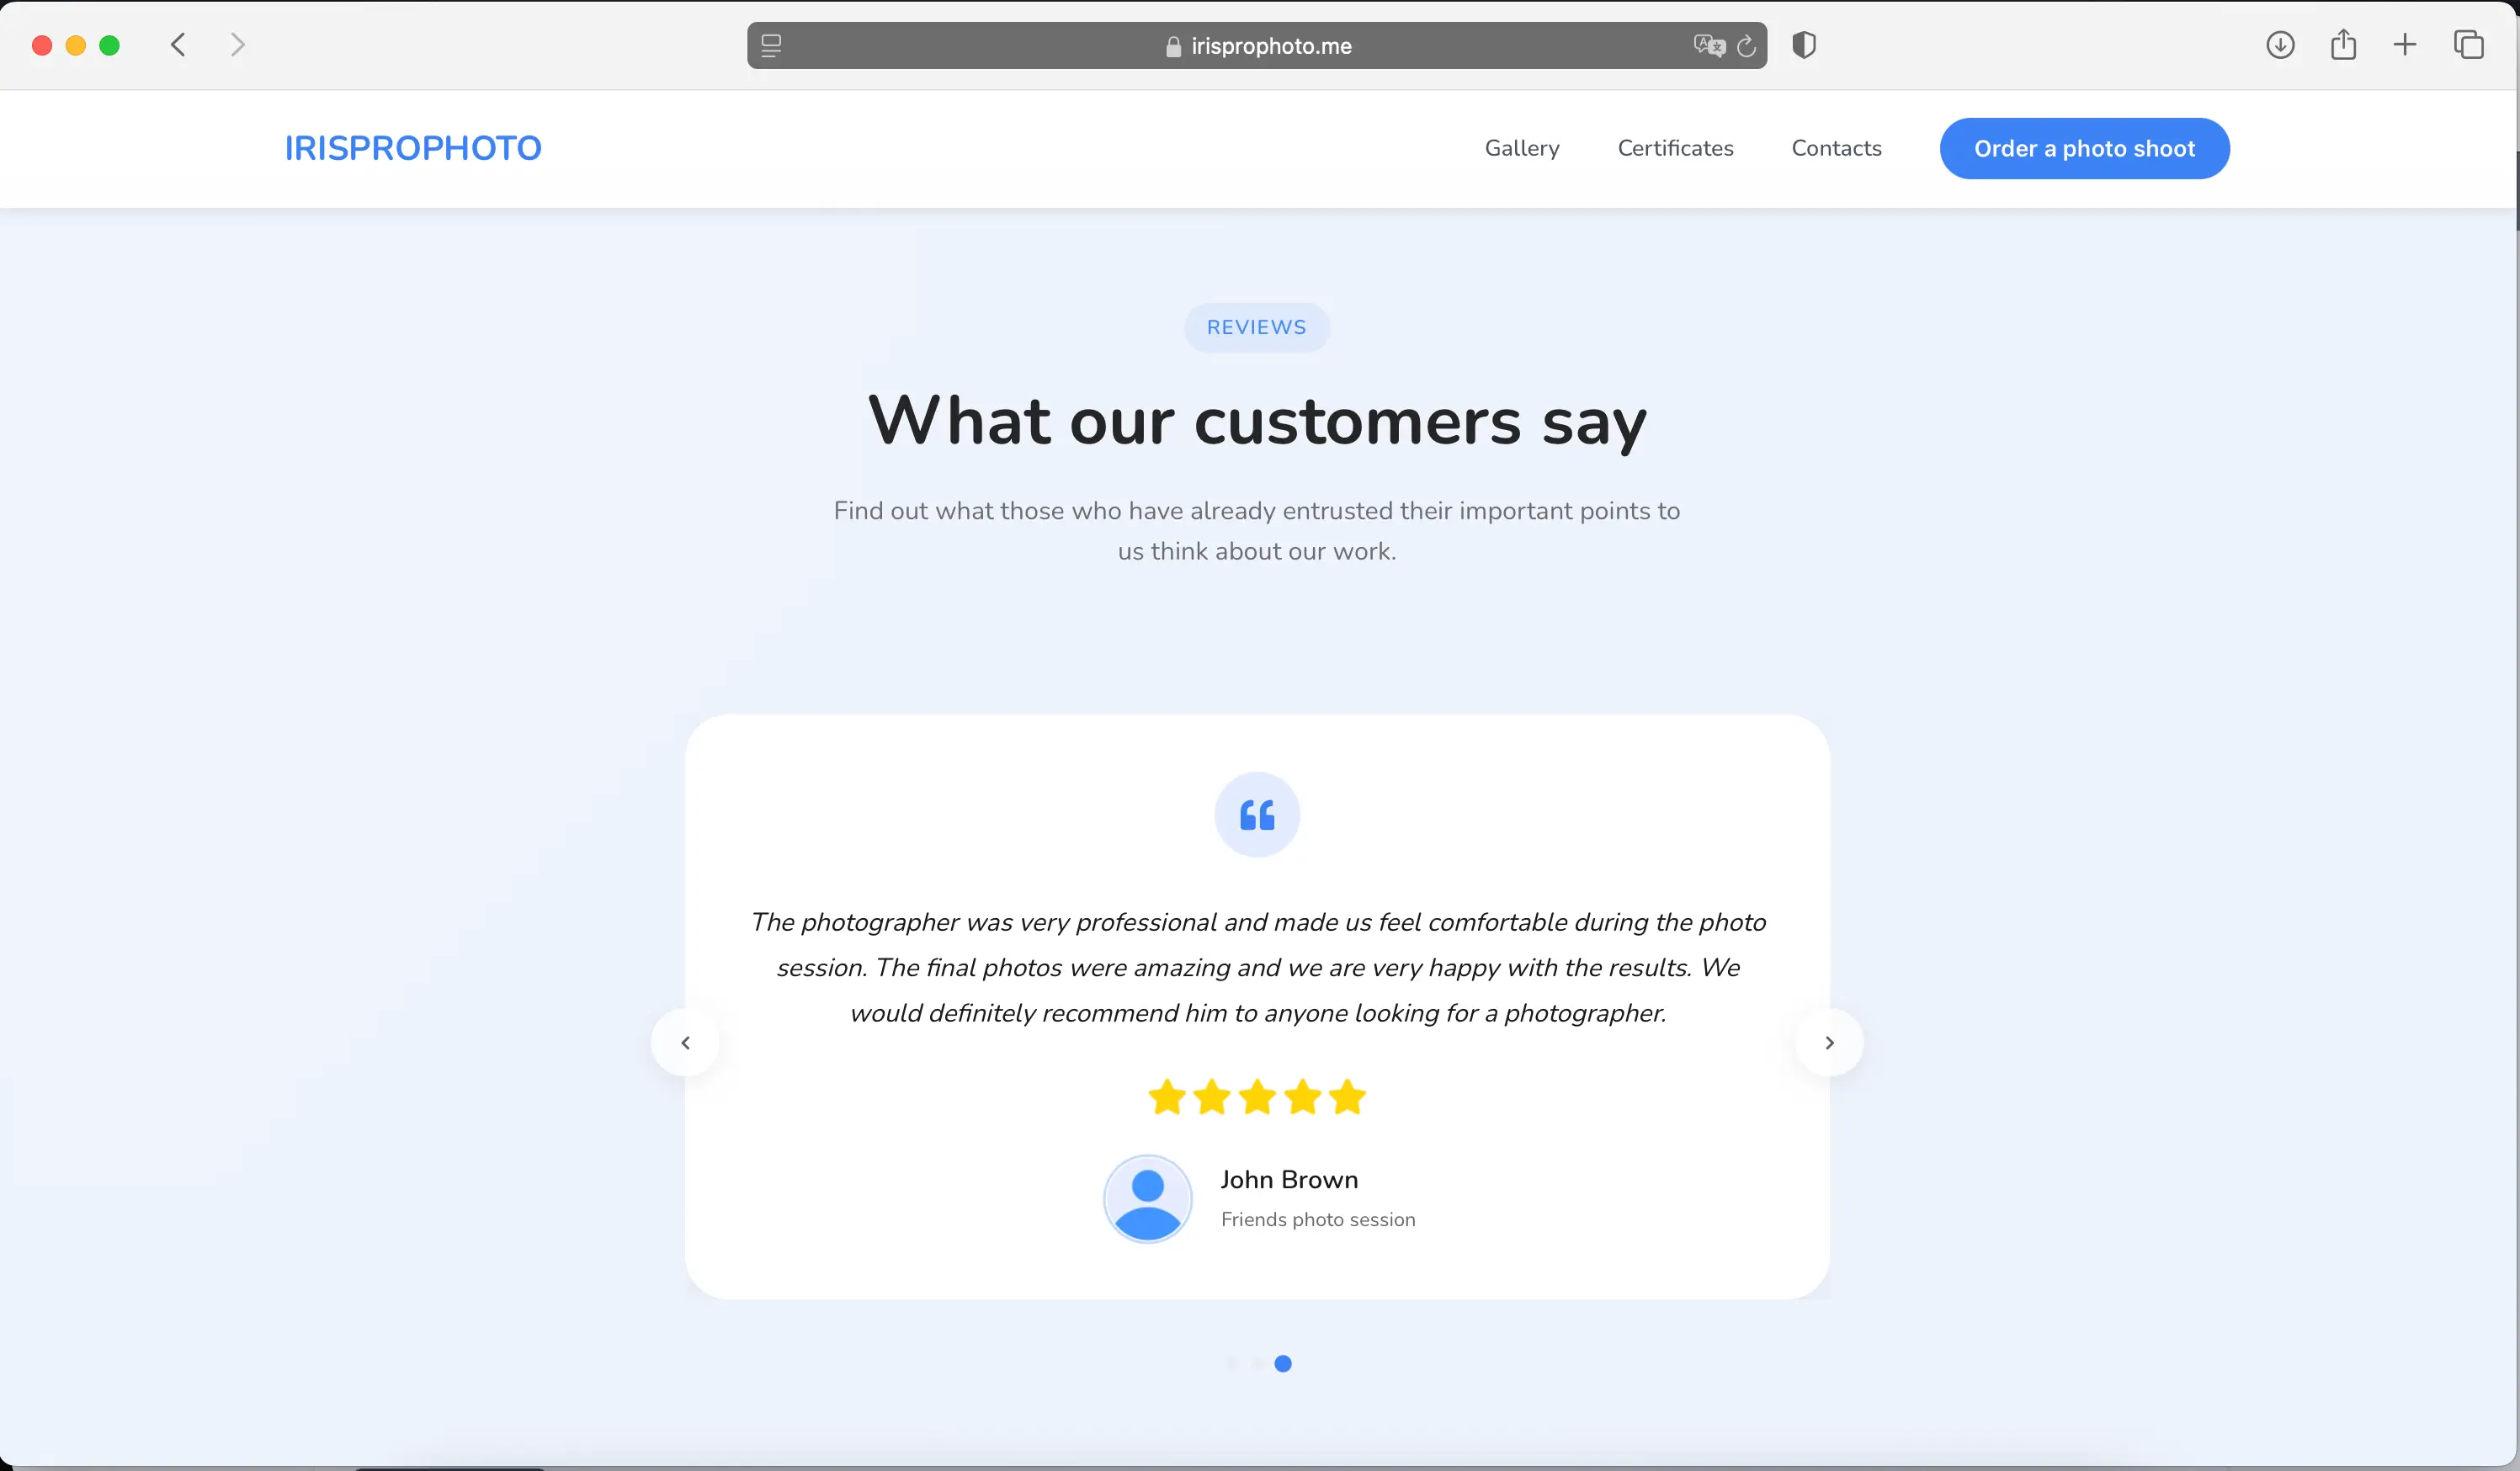 irisprophoto.me
IRISPROPHOTO
Gallery
Certificates
Contacts
Order a photo shoot
REVIEWS
What our customers say
Find out what those who have already entrusted their important points to
us think about our work.
The photographer was very professional and made us feel comfortable during the photo
session. The final photos were amazing and we are very happy with the results. We
would definitely recommend him to anyone looking for a photographer.
John Brown
Friends photo session